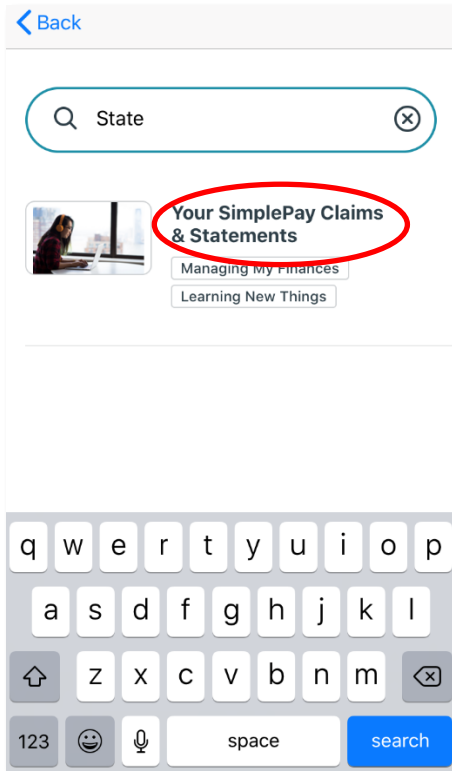 Back
State
Your SimplePay Claims
& Statements
Managing My Finances
Learning New Things
q w e r t y u i o p
a s d f g h j k l
z x c v b n m
123 space search